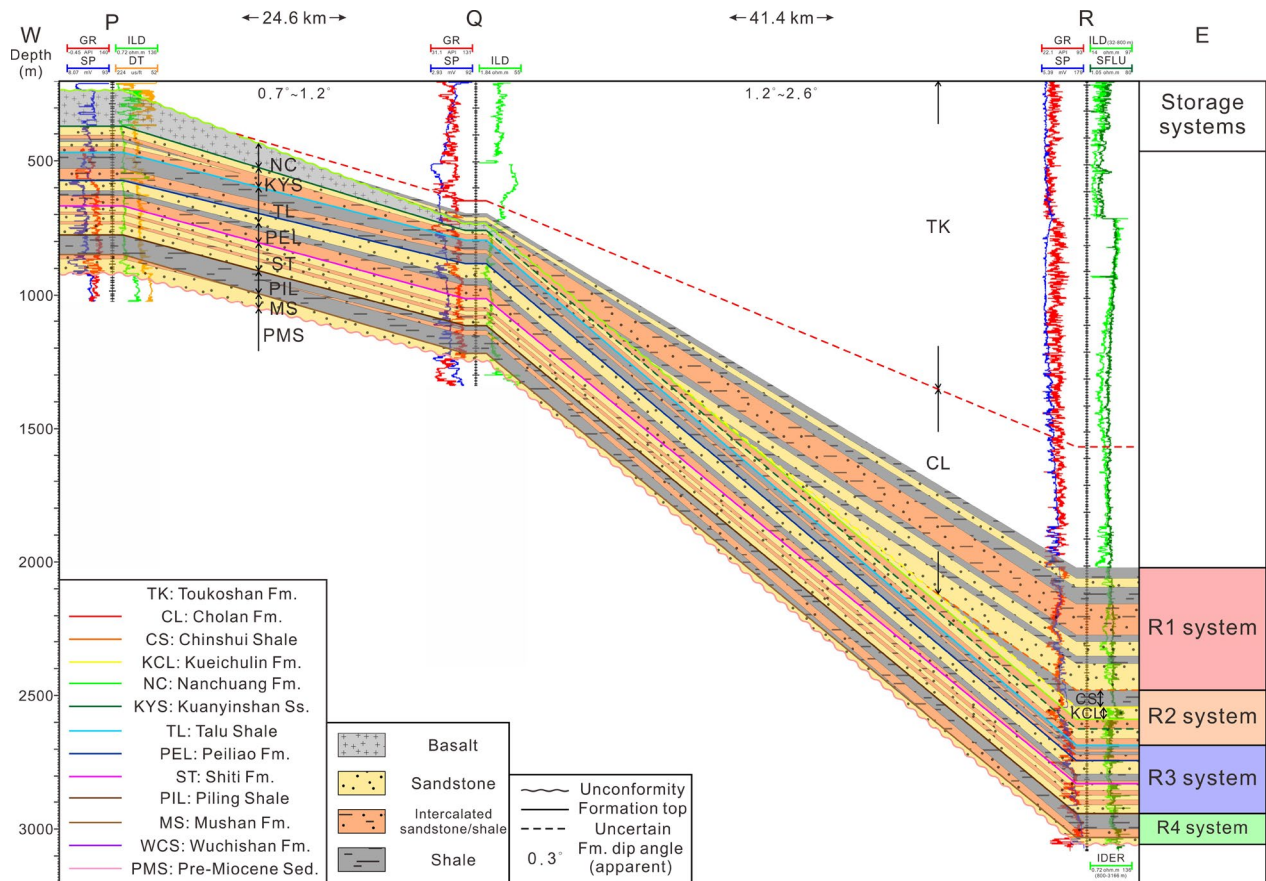 P
24.6 km
Q
41.4 km
R
W
E
Depth
(m)
GR
ILD
SP
DT
GR
SP
ILD
GR
ILD
SP
SFLU
0.7°~1.2°
1.2°~2.6°
Storage
systems
500
1000
1500
2000
2500
3000
NC
KYS
TL
PEL
ST
PIL
MS
PMS
TK
CL
CS
KCL
R1 system
R2 system
R3 system
R4 system
IDER
TK: Toukoshan Fm.
CL: Cholan Fm.
CS: Chinshui Shale
KCL: Kueichulin Fm.
NC: Nanchuang Fm.
KYS: Kuanyinshan Ss.
TL: Talu Shale
PEL: Peiliao Fm.
ST: Shiti Fm.
PIL: Piling Shale
MS: Mushan Fm.
WCS: Wuchishan Fm.
PMS: Pre-Miocene Sed.
Basalt
Sandstone
Intercalated
sandstone/shale
Shale
Unconformity
Formation top
Uncertain
0.3° Fm. dip angle
(apparent)